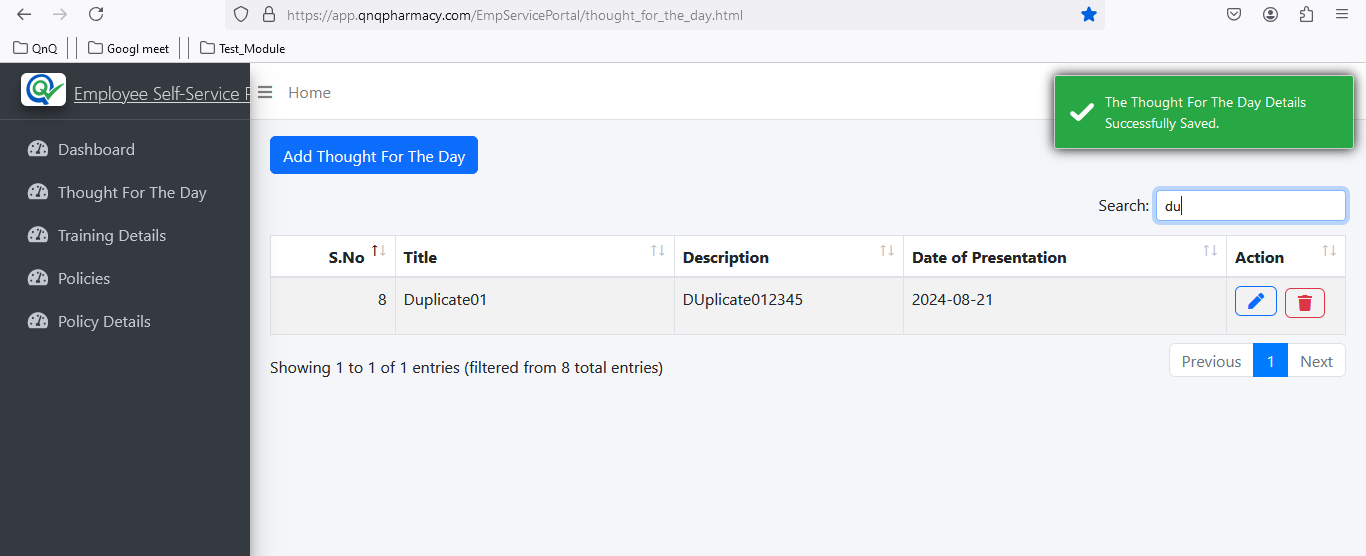 https://app.qnqpharmacy.com/EmpServicePortal/thought_for_the_day.html
QnQ Googl meet Test_Module
Employee Self-Service P
Home
The Thought For The Day Details
Successfully Saved.
Dashboard
Thought For The Day
Training Details
Policies
Policy Details
Add Thought For The Day
Search: du
S.No Title Description Date of Presentation Action
8 Duplicate01 DUplicate012345 2024-08-21
Showing 1 to 1 of 1 entries (filtered from 8 total entries)
Previous 1 Next